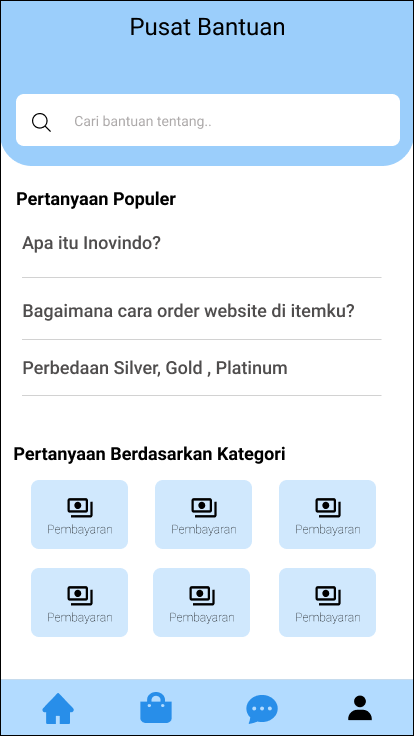 Pusat Bantuan
Cari bantuan tentang..
Pertanyaan Populer
Apa itu Inovindo?
Bagaimana cara order website di itemku?
Perbedaan Silver, Gold , Platinum
Pertanyaan Berdasarkan Kategori
Pembayaran Pembayaran Pembayaran
Pembayaran Pembayaran Pembayaran